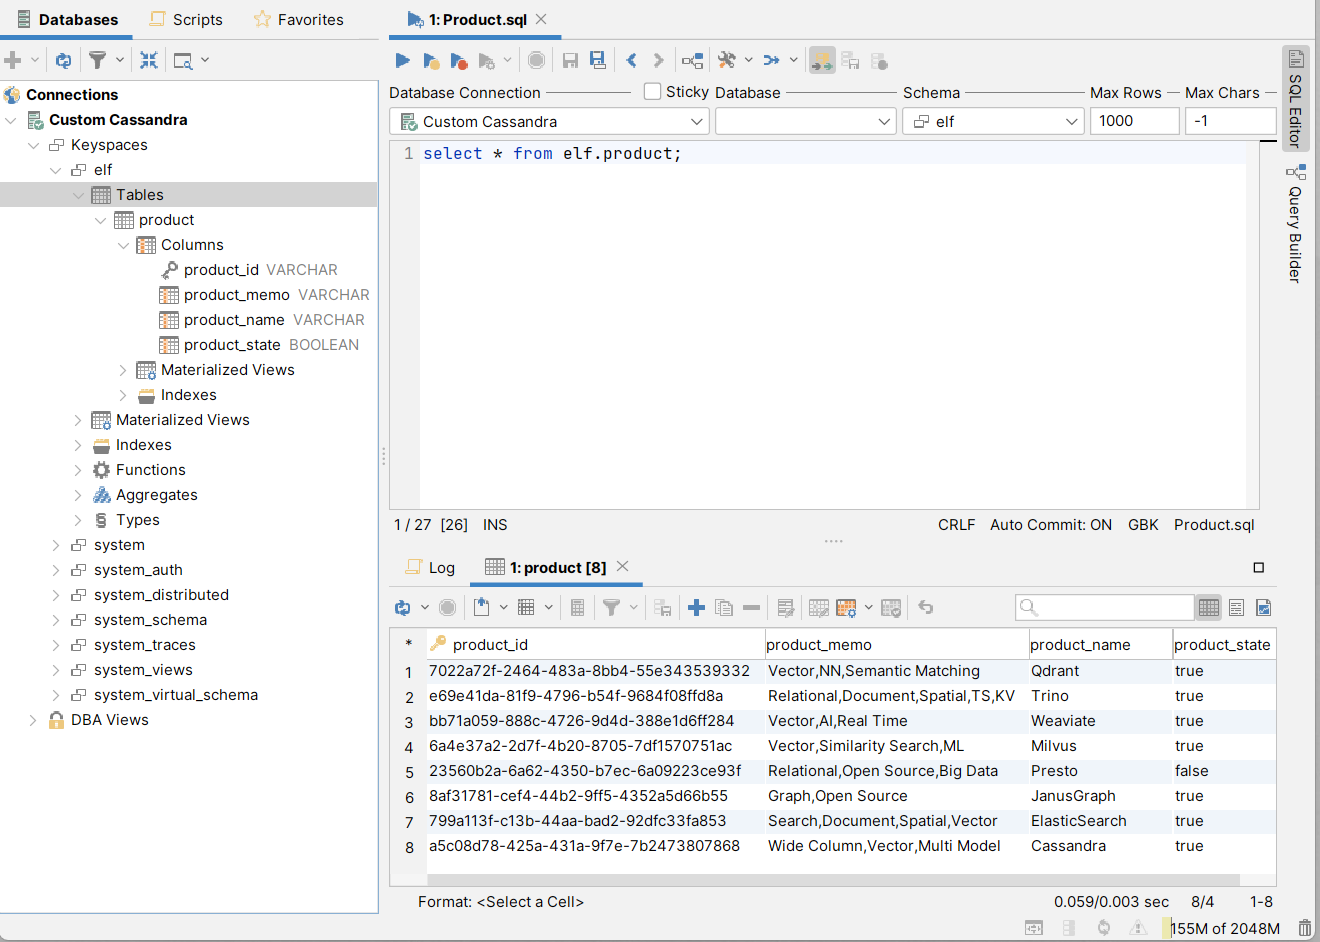 Databases Scripts Favorites
Connections
Custom Cassandra
Keyspaces
elf
Tables
product
Columns
product_id VARCHAR
product_memo VARCHAR
product_name VARCHAR
product_state BOOLEAN
Materialized Views
Indexes
Materialized Views
Indexes
Functions
Aggregates
Types
system
system_auth
system_distributed
system_schema
system_traces
system_views
system_virtual_schema
DBA Views
1: Product.sql
Database Connection Sticky Database Schema Max Rows Max Chars
Custom Cassandra elf 1000 -1
1 select * from elf.product;
1 / 27 [26] INS CRLF Auto Commit: ON GBK Product.sql
Log 1: product [8]
* product_id product_memo product_name product_state
1 7022a72f-2464-483a-8bb4-55e343539332 Vector,NN,Semantic Matching Qdrant true
2 e69e41da-81f9-4796-b54f-9684f08ffd8a Relational,Document,Spatial,TS,KV Trino true
3 bb71a059-888c-4726-9d4d-388e1d6ff284 Vector,AI,Real Time Weaviate true
4 6a4e37a2-2d7f-4b20-8705-7df1570751ac Vector,Similarity Search,ML Milvus true
5 23560b2a-6a62-4350-b7ec-6a09223ce93f Relational,Open Source,Big Data Presto false
6 8af31781-cef4-44b2-9ff5-4352a5d66b55 Graph,Open Source JanusGraph true
7 799a113f-c13b-44aa-bad2-92dfc33fa853 Search,Document,Spatial,Vector ElasticSearch true
8 a5c08d78-425a-431a-9f7e-7b2473807868 Wide Column,Vector,Multi Model Cassandra true
Format: <Select a Cell> 0.059/0.003 sec 8/4 1-8
155M of 2048M
SQL Editor
Query Builder